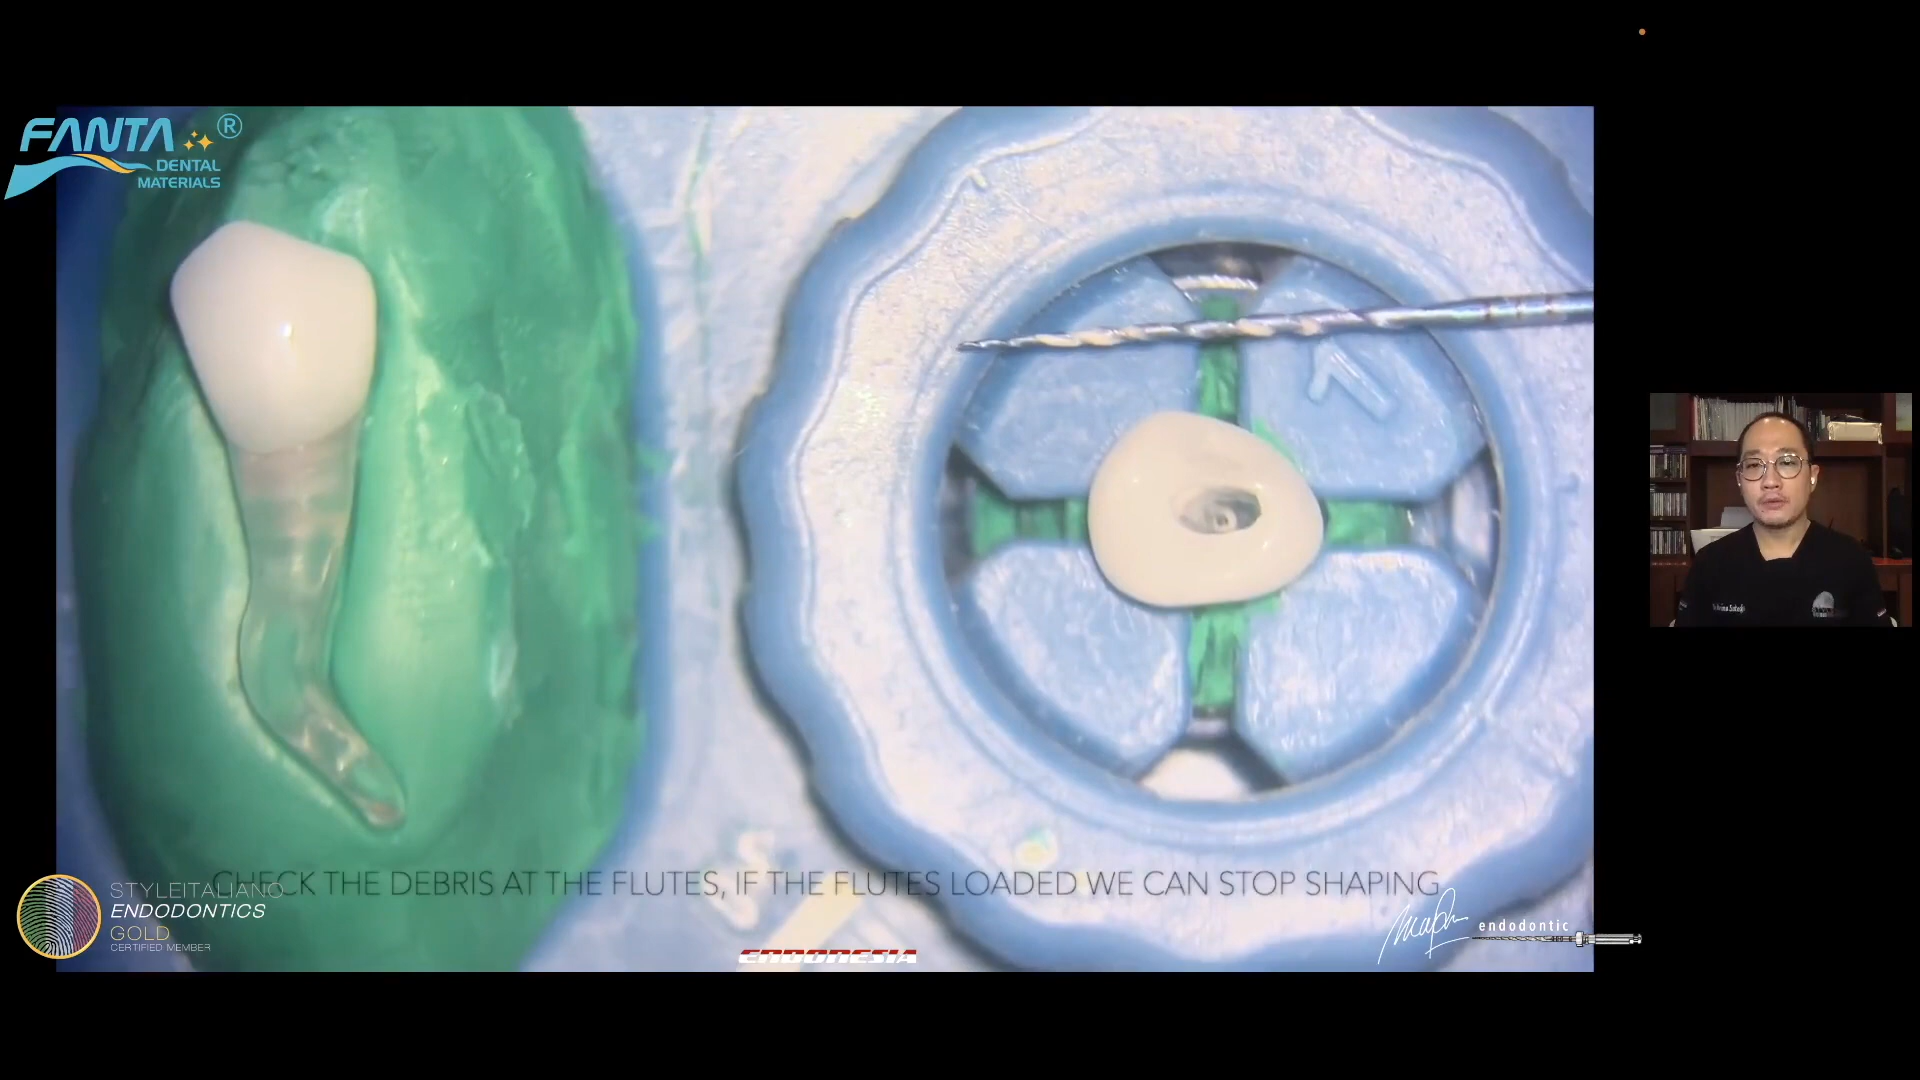 FANTA ®
DENTAL
MATERIALS
CHECK THE DEBRIS AT THE FLUTES, IF THE FLUTES LOADED WE CAN STOP SHAPING
STYLEITALIANO
ENDODONTICS
GOLD
CERTIFIED MEMBER
endodontic
ENDONESIA